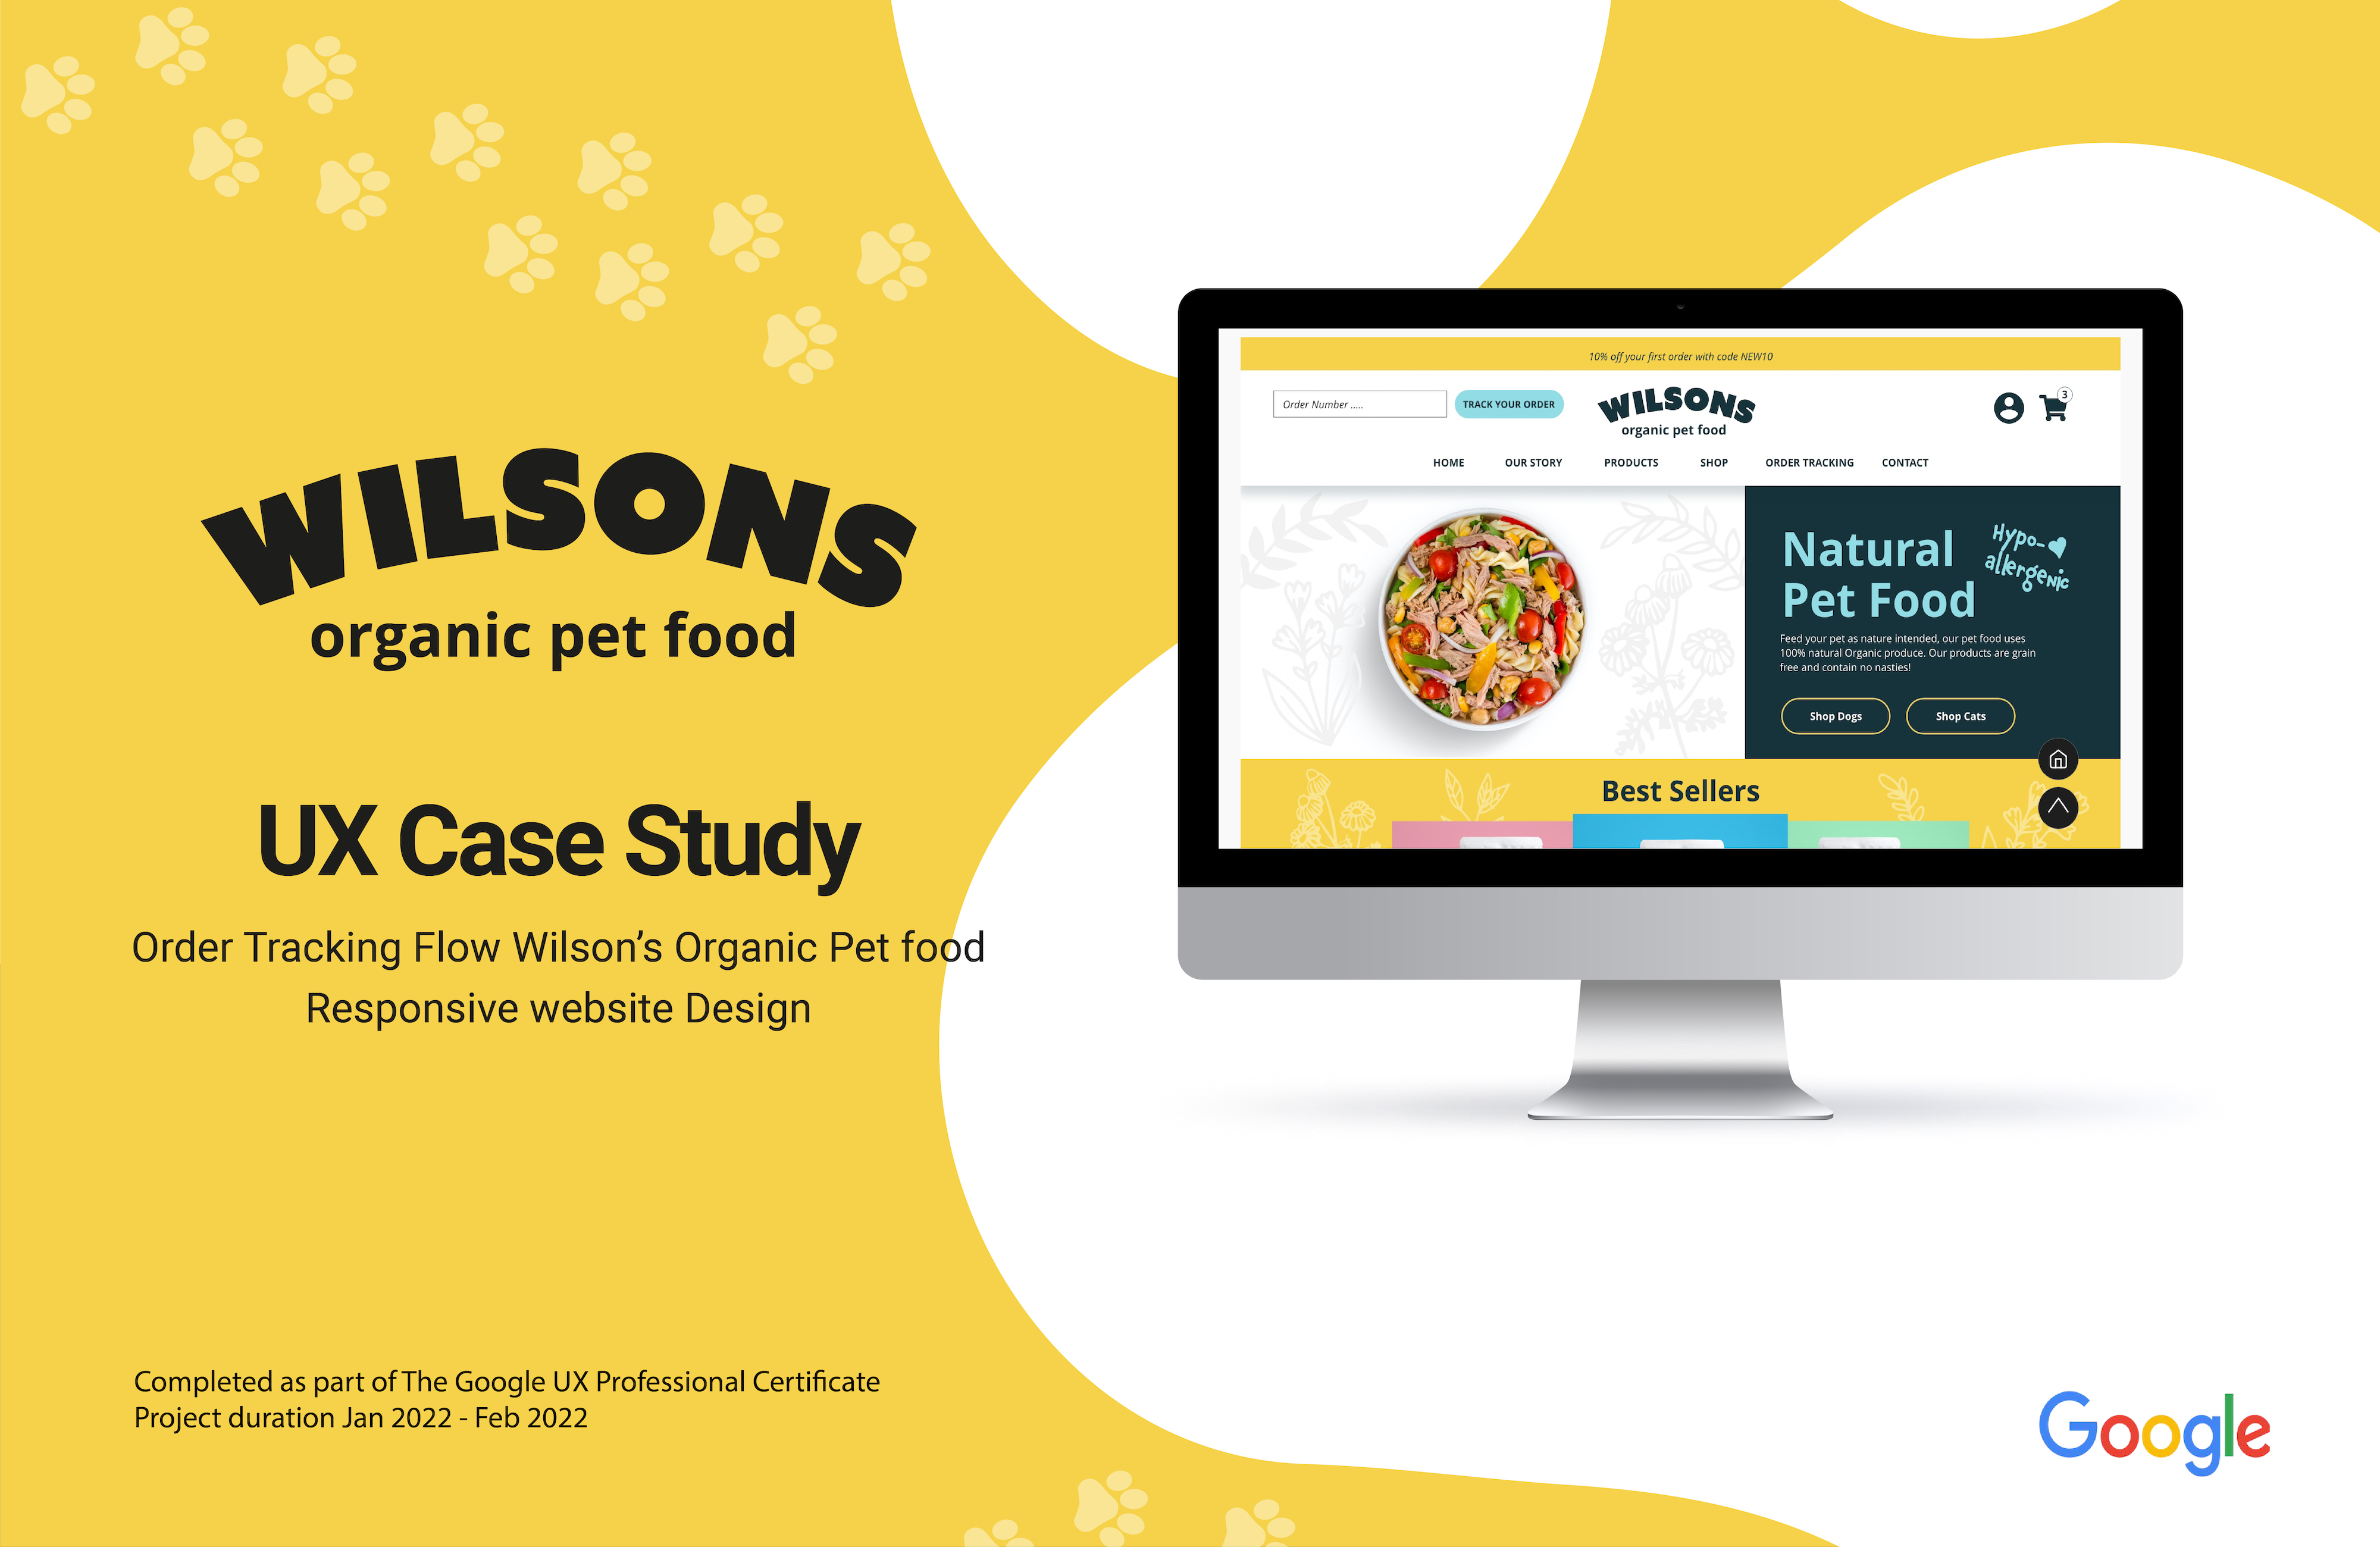 WILSONS
organic pet food
UX Case Study
Order Tracking Flow Wilson’s Organic Pet food
Responsive website Design
Completed as part of The Google UX Professional Certificate
Project duration Jan 2022 - Feb 2022
10% off your first order with code NEW10
Order Number .....
TRACK YOUR ORDER
WILSONS
organic pet food
3
HOME OUR STORY PRODUCTS SHOP ORDER TRACKING CONTACT
Natural
Pet Food
Hypo-
allergenic
Feed your pet as nature intended, our pet food uses
100% natural Organic produce. Our products are grain
free and contain no nasties!
Shop Dogs Shop Cats
Best Sellers
Google